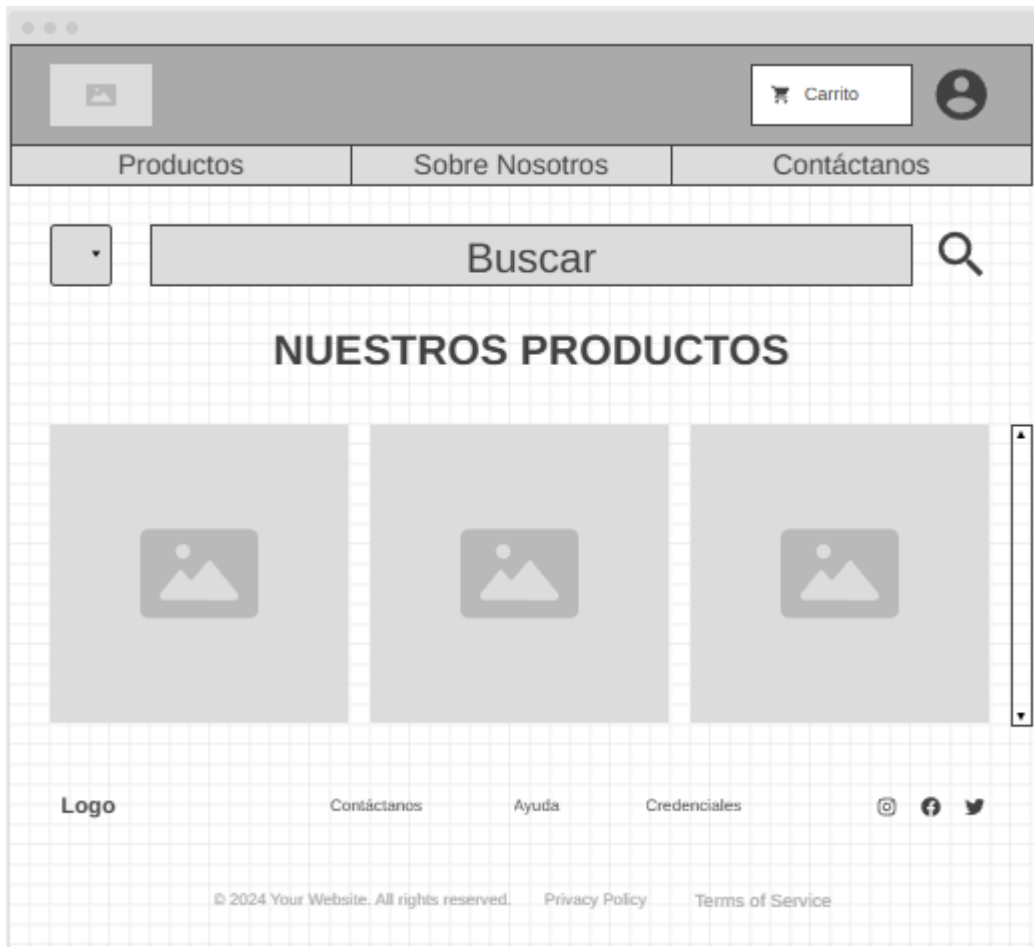 Carrito
Productos Sobre Nosotros Contáctanos
Buscar
NUESTROS PRODUCTOS
Logo Contáctanos Ayuda Credenciales
© 2024 Your Website. All rights reserved. Privacy Policy Terms of Service